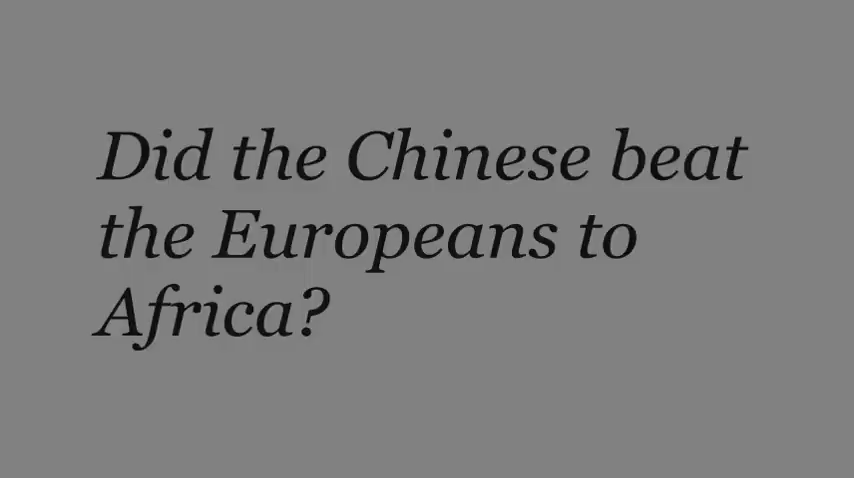 Did the Chinese beat
the Europeans to
Africa?